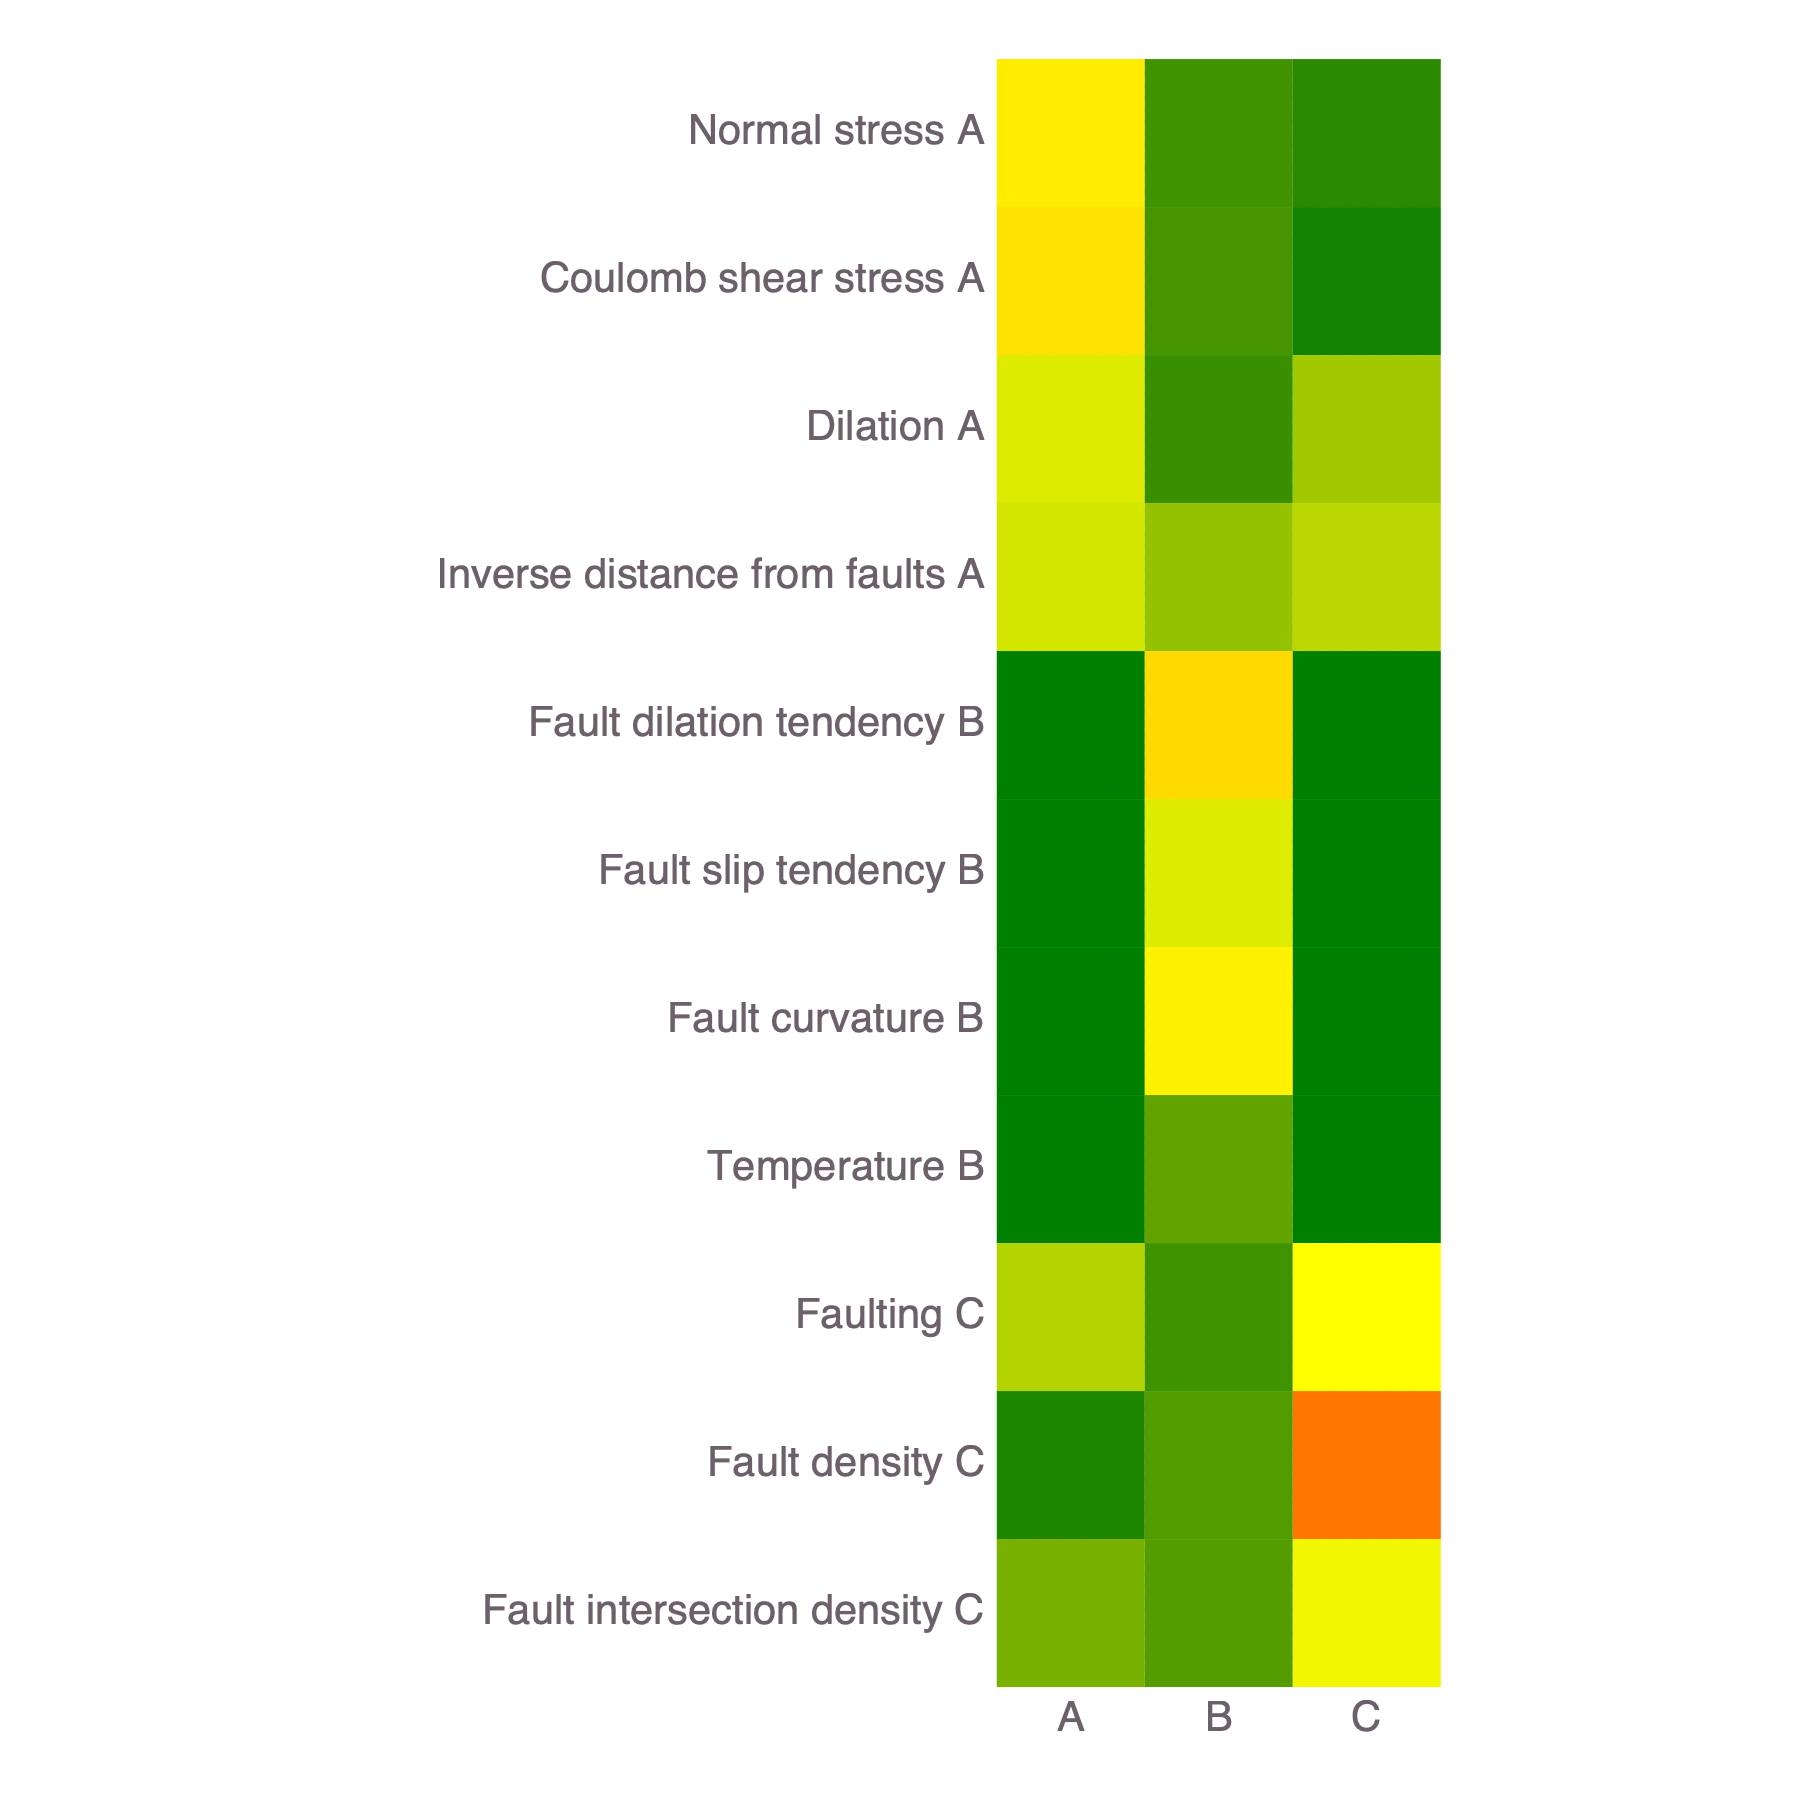 Normal stress A
Coulomb shear stress A
Dilation A
Inverse distance from faults A
Fault dilation tendency B
Fault slip tendency B
Fault curvature B
Temperature B
Faulting C
Fault density C
Fault intersection density C
A B C